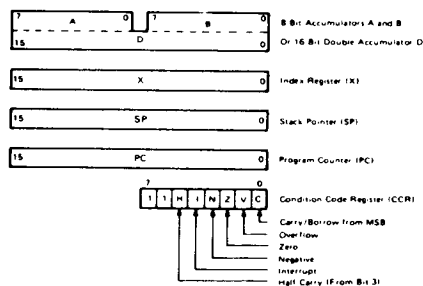 7 A 0 7 B 0 8 Bit Accumulators A and B
15 D 0 Or 16 Bit Double Accumulator D
15 X 0 Index Register (X)
15 SP 0 Stack Pointer (SP)
15 PC 0 Program Counter (PC)
7 0
1 1 H I N Z V C Condition Code Register (CCR)
Carry/Borrow from MSB
Overflow
Zero
Negative
Interrupt
Half Carry (From Bit 3)